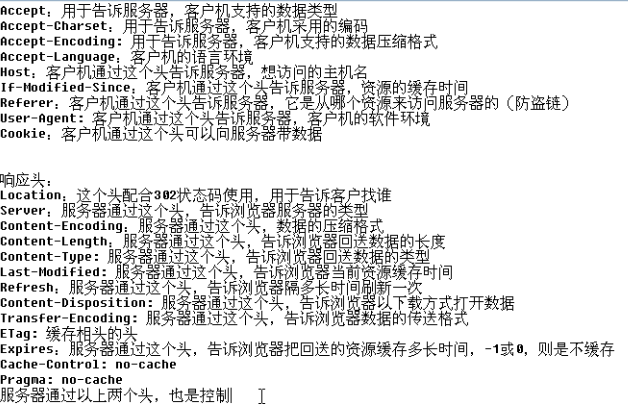 Accept: 用于告诉服务器，客户机支持的数据类型
Accept-Charset: 用于告诉服务器，客户机采用的编码
Accept-Encoding: 用于告诉服务器，客户机支持的数据压缩格式
Accept-Language: 客户机的语言环境
Host: 客户机通过这个头告诉服务器，想访问的主机名
If-Modified-Since: 客户机通过这个头告诉服务器，资源的缓存时间
Referer: 客户机通过这个头告诉服务器，它是从哪个资源来访问服务器的（防盗链）
User-Agent: 客户机通过这个头告诉服务器，客户机的软件环境
Cookie: 客户机通过这个头可以向服务器带数据
响应头：
Location: 这个头配合302状态码使用，用于告诉客户找谁
Server: 服务器通过这个头，告诉浏览器服务器的类型
Content-Encoding: 服务器通过这个头，数据的压缩格式
Content-Length: 服务器通过这个头，告诉浏览器回送数据的长度
Content-Type: 服务器通过这个头，告诉浏览器回送数据的类型
Last-Modified: 服务器通过这个头，告诉浏览器当前资源缓存时间
Refresh: 服务器通过这个头，告诉浏览器隔多长时间刷新一次
Content-Disposition: 服务器通过这个头，告诉浏览器以下载方式打开数据
Transfer-Encoding: 服务器通过这个头，告诉浏览器数据的传送格式
ETag: 缓存相头的头
Expires: 服务器通过这个头，告诉浏览器把回送的资源缓存多长时间，-1或0，则是不缓存
Cache-Control: no-cache
Pragma: no-cache
服务器通过以上两个头，也是控制